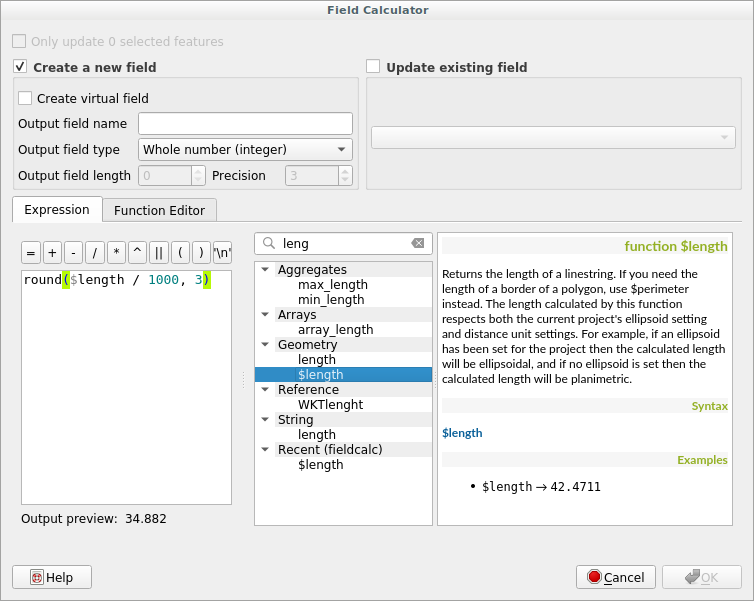 Field Calculator
Only update 0 selected features
Create a new field
Update existing field
Create virtual field
Output field name
Output field type Whole number (integer)
Output field length 0 Precision 3
Expression Function Editor
= + - / * ^ || ( ) '\n'
leng
round($length / 1000, 3)
Output preview: 34.882
Aggregates
max_length
min_length
Arrays
array_length
Geometry
length
$length
Reference
WKTlenght
String
length
Recent (fieldcalc)
$length
function $length
Returns the length of a linestring. If you need the
length of a border of a polygon, use $perimeter
instead. The length calculated by this function
respects both the current project's ellipsoid setting
and distance unit settings. For example, if an ellipsoid
has been set for the project then the calculated length
will be ellipsoidal, and if no ellipsoid is set then the
calculated length will be planimetric.
Syntax
$length
Examples
• $length → 42.4711
Help
Cancel
OK